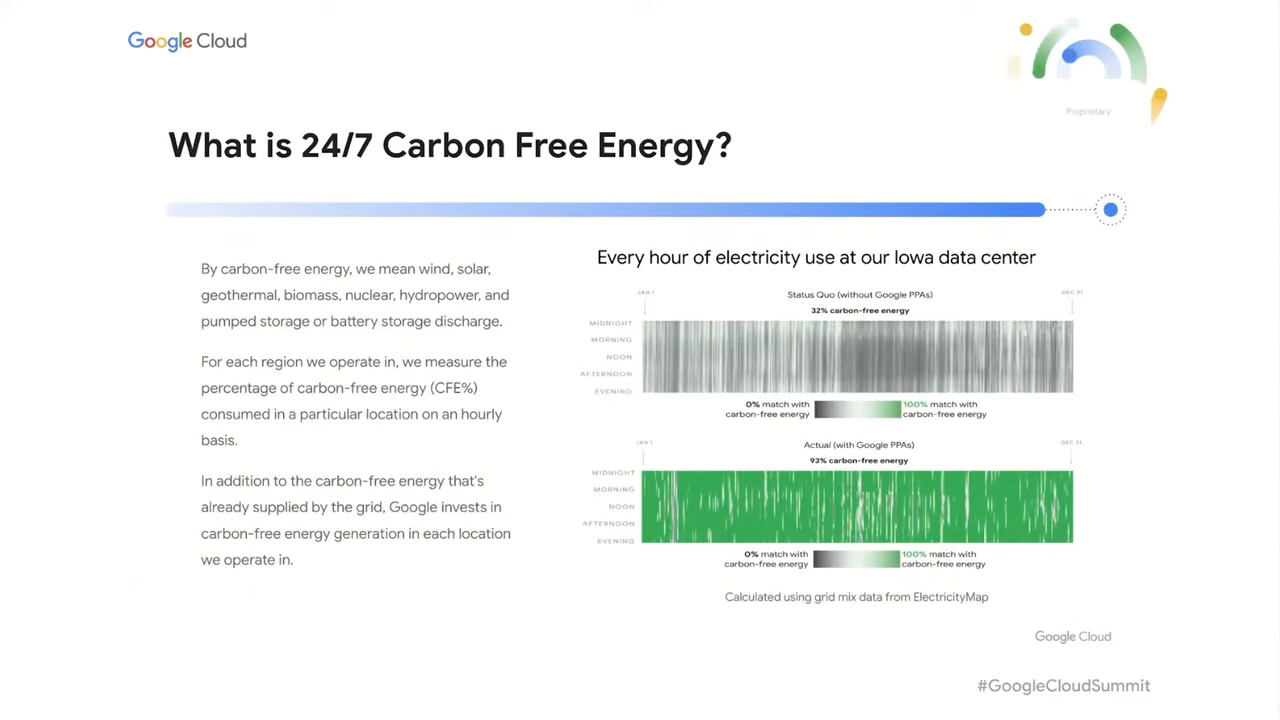 Google Cloud
Proprietary
What is 24/7 Carbon Free Energy?
By carbon-free energy, we mean wind, solar,
geothermal, biomass, nuclear, hydropower, and
pumped storage or battery storage discharge.
For each region we operate in, we measure the
percentage of carbon-free energy (CFE%)
consumed in a particular location on an hourly
basis.
In addition to the carbon-free energy that's
already supplied by the grid, Google invests in
carbon-free energy generation in each location
we operate in.
Every hour of electricity use at our Iowa data center
JAN 1
Status Quo (without Google PPAs)
DEC 31
32% carbon-free energy
MIDNIGHT
MORNING
NOON
AFTERNOON
EVENING
0% match with
carbon-free energy
100% match with
carbon-free energy
JAN 1
Actual (with Google PPAs)
DEC 31
93% carbon-free energy
MIDNIGHT
MORNING
NOON
AFTERNOON
EVENING
0% match with
carbon-free energy
100% match with
carbon-free energy
Calculated using grid mix data from ElectricityMap
Google Cloud
#GoogleCloudSummit